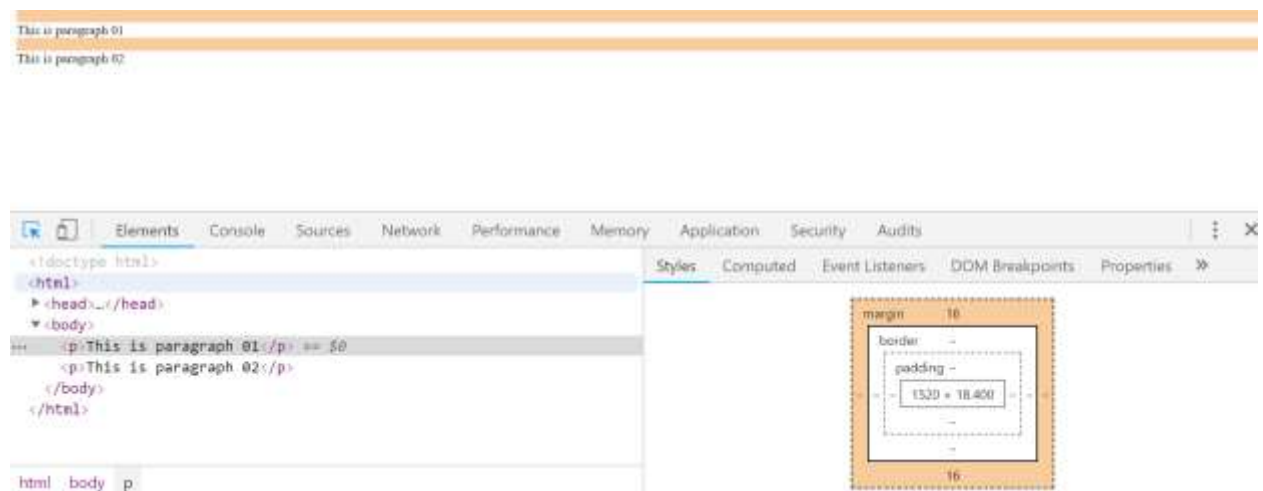 This is paragraph 01
This is paragraph 02
Elements Console Sources Network Performance Memory Application Security Audits
<!doctype html>
<html>
<head>…</head>
<body>
<p>This is paragraph 01</p> == $0
<p>This is paragraph 02</p>
</body>
</html>
html body p
Styles Computed Event Listeners DOM Breakpoints Properties »
margin 16
border -
padding -
- - - 1520 × 18.400 - - -
-
-
16